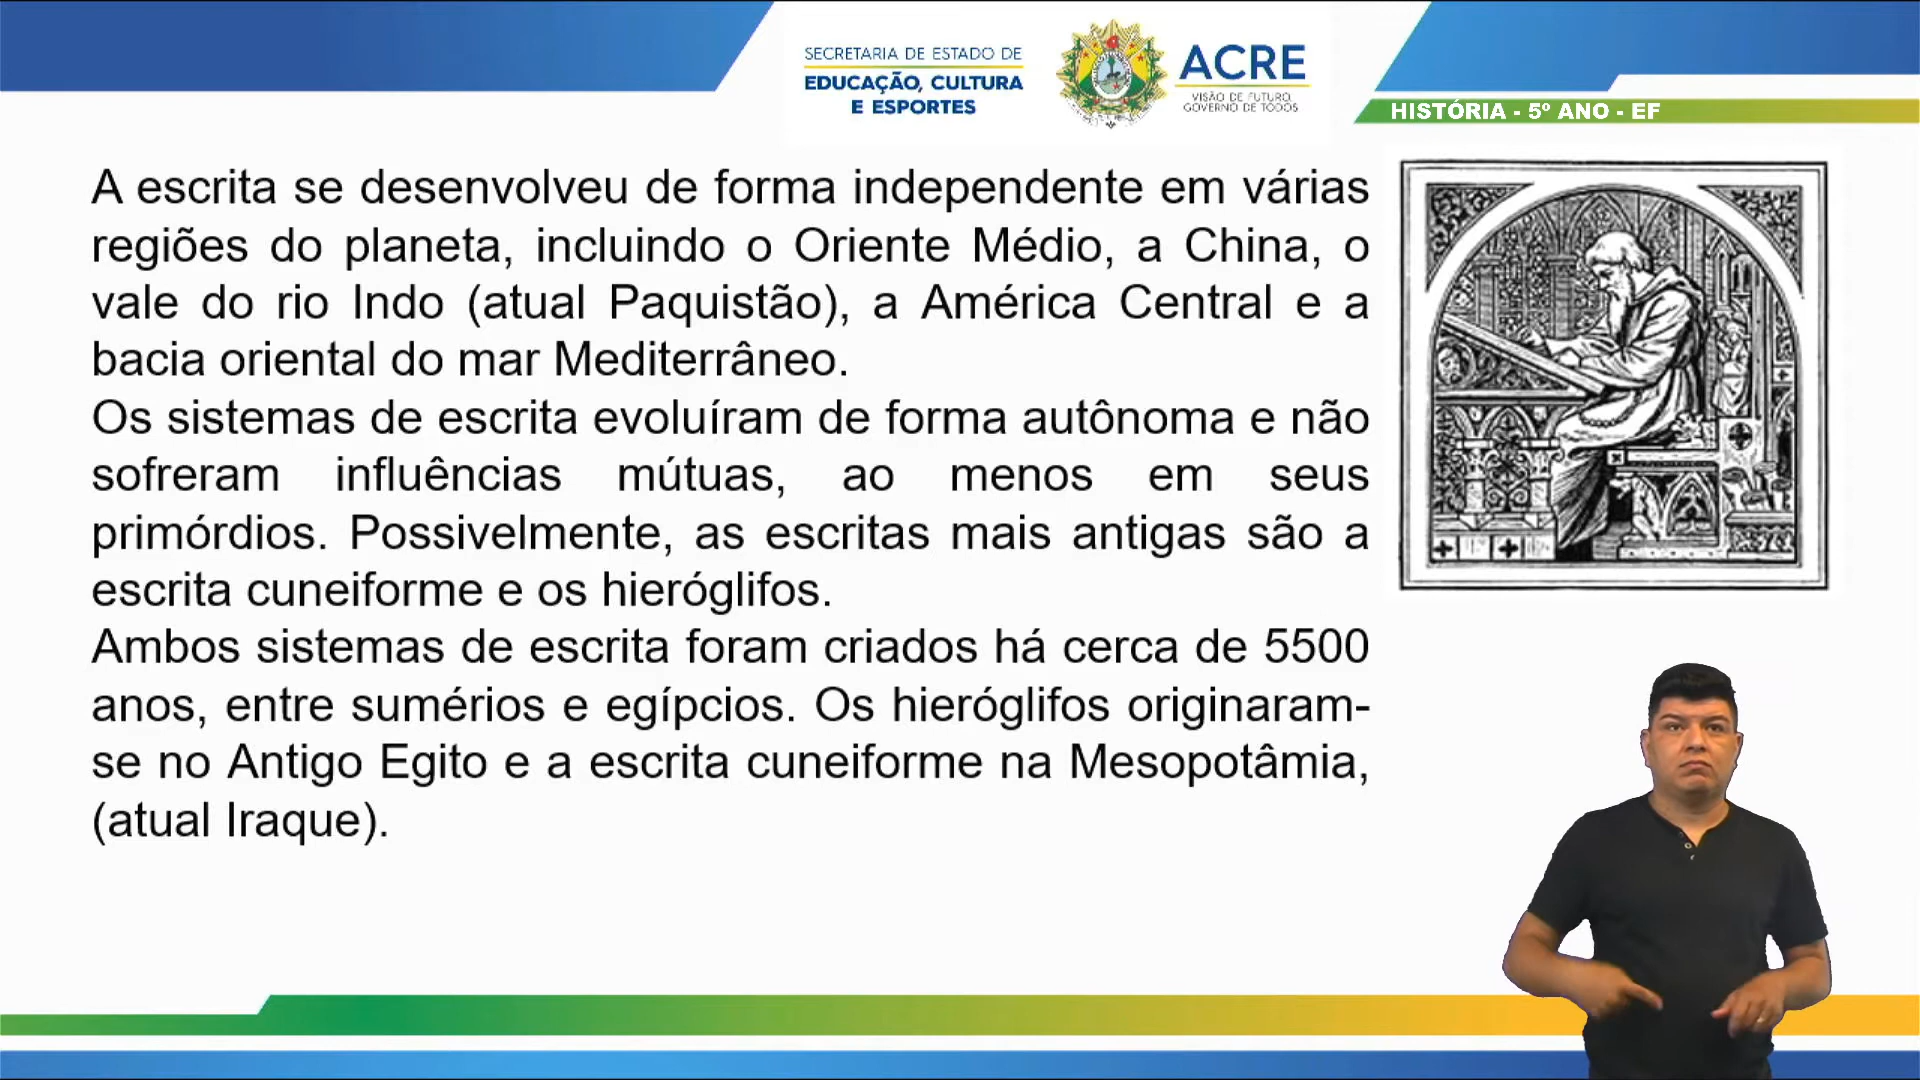 SECRETARIA DE ESTADO DE
EDUCAÇÃO, CULTURA
E ESPORTES
ACRE
VISÃO DE FUTURO,
GOVERNO DE TODOS
HISTÓRIA - 5º ANO - EF
A escrita se desenvolveu de forma independente em várias
regiões do planeta, incluindo o Oriente Médio, a China, o
vale do rio Indo (atual Paquistão), a América Central e a
bacia oriental do mar Mediterrâneo.
Os sistemas de escrita evoluíram de forma autônoma e não
sofreram influências mútuas, ao menos em seus
primórdios. Possivelmente, as escritas mais antigas são a
escrita cuneiforme e os hieróglifos.
Ambos sistemas de escrita foram criados há cerca de 5500
anos, entre sumérios e egípcios. Os hieróglifos originaram-
se no Antigo Egito e a escrita cuneiforme na Mesopotâmia,
(atual Iraque).